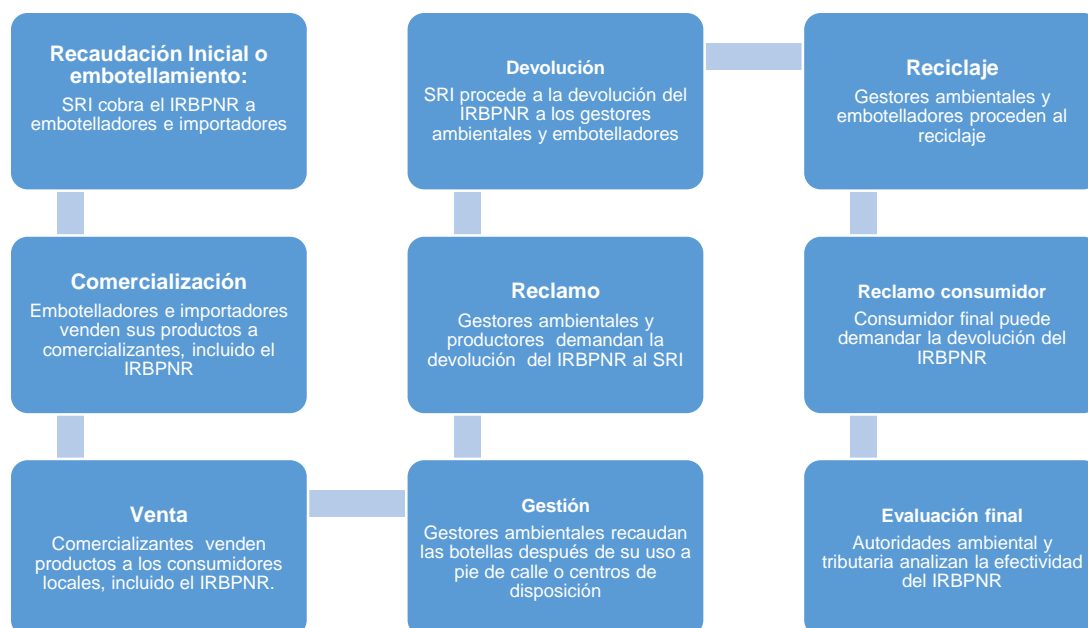 Recaudación Inicial o
embotellamiento:
SRI cobra el IRBPNR a
embotelladores e importadores
Comercialización
Embotelladores e importadores
venden sus productos a
comercializantes, incluido el
IRBPNR
Venta
Comercializantes venden
productos a los consumidores
locales, incluido el IRBPNR.
Gestión
Gestores ambientales recaudan
las botellas después de su uso a
pie de calle o centros de
disposición
Reclamo
Gestores ambientales y
productores demandan la
devolución del IRBPNR al SRI
Devolución
SRI procede a la devolución del
IRBPNR a los gestores
ambientales y embotelladores
Reciclaje
Gestores ambientales y
embotelladores proceden al
reciclaje
Reclamo consumidor
Consumidor final puede
demandar la devolución del
IRBPNR
Evaluación final
Autoridades ambiental y
tributaria analizan la efectividad
del IRBPNR